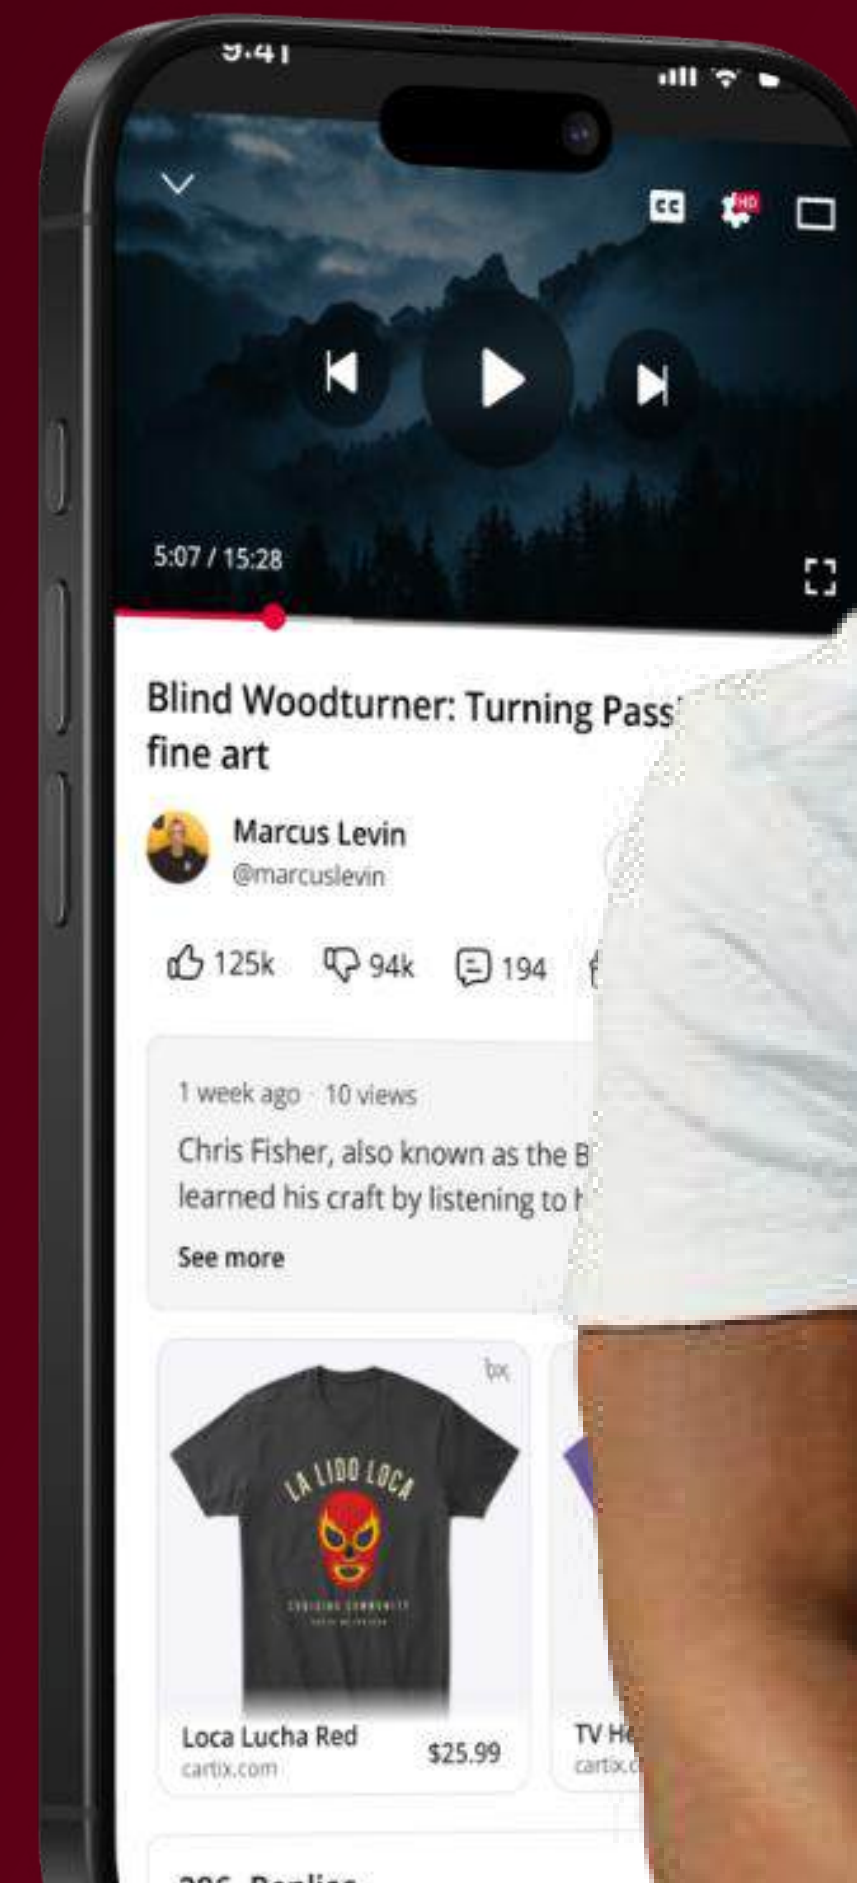 9:41
CC
HD
5:07 / 15:28
Blind Woodturner: Turning Pass
fine art
Marcus Levin
@marcuslevin
125k 94k 194
1 week ago · 10 views
Chris Fisher, also known as the B
learned his craft by listening to h
See more
LA LIDO LOCA
Loca Lucha Red
$25.99
cartix.com
TV He
cartix.c